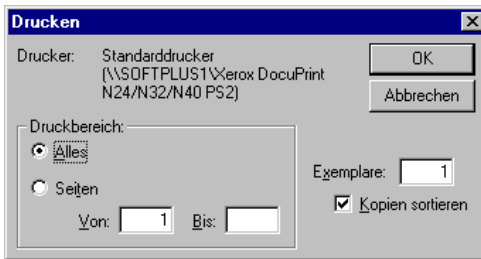 Drucken
Drucker: Standarddrucker
(\\SOFTPLUS1\Xerox DocuPrint
N24/N32/N40 PS2)
OK
Abbrechen
Druckbereich:
Alles
Seiten
Von: 1 Bis:
Exemplare: 1
Kopien sortieren